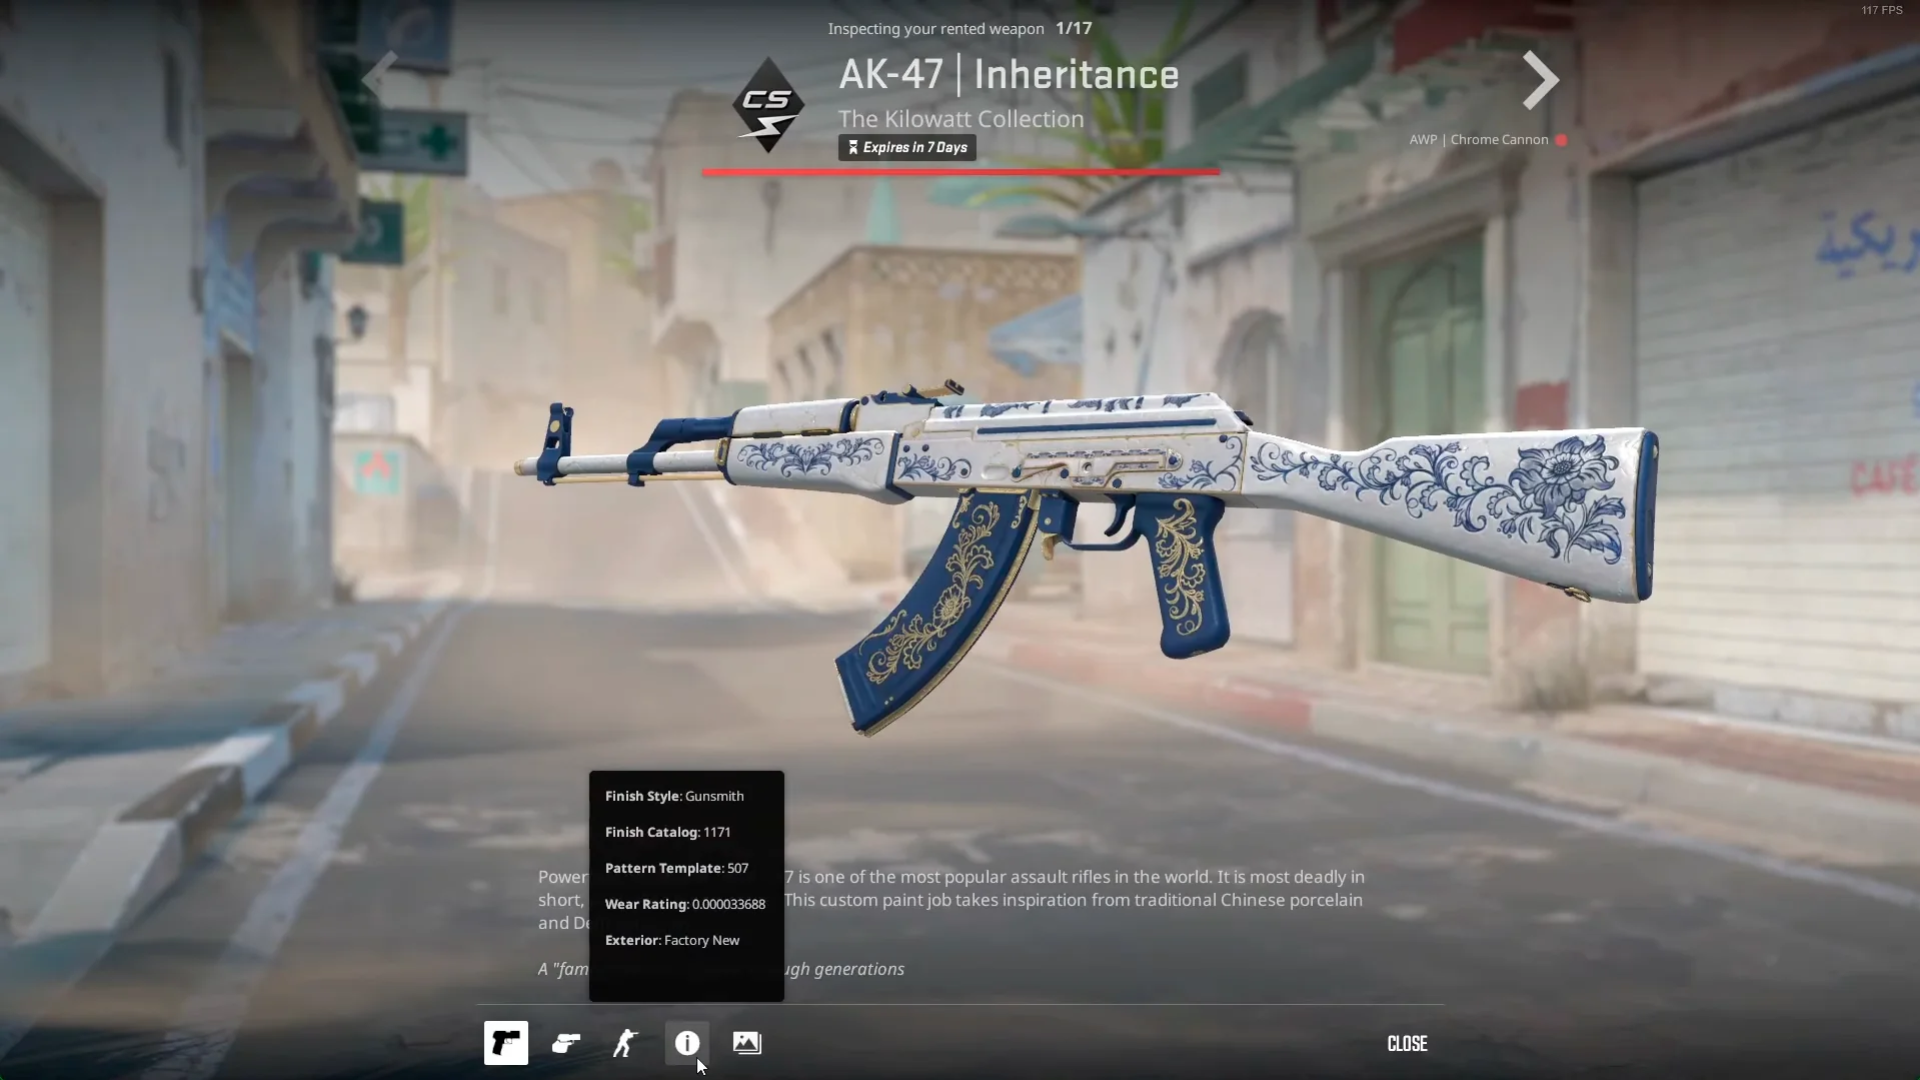 117 FPS
Inspecting your rented weapon 1/17
AK-47 | Inheritance
CS
The Kilowatt Collection
Expires in 7 Days
AWP | Chrome Cannon
Finish Style: Gunsmith
Finish Catalog: 1171
Pattern Template: 507
Wear Rating: 0.000033688
Exterior: Factory New
Power 7 is one of the most popular assault rifles in the world. It is most deadly in
short, This custom paint job takes inspiration from traditional Chinese porcelain
and De
A "fam ugh generations
CLOSE
CAFÉ